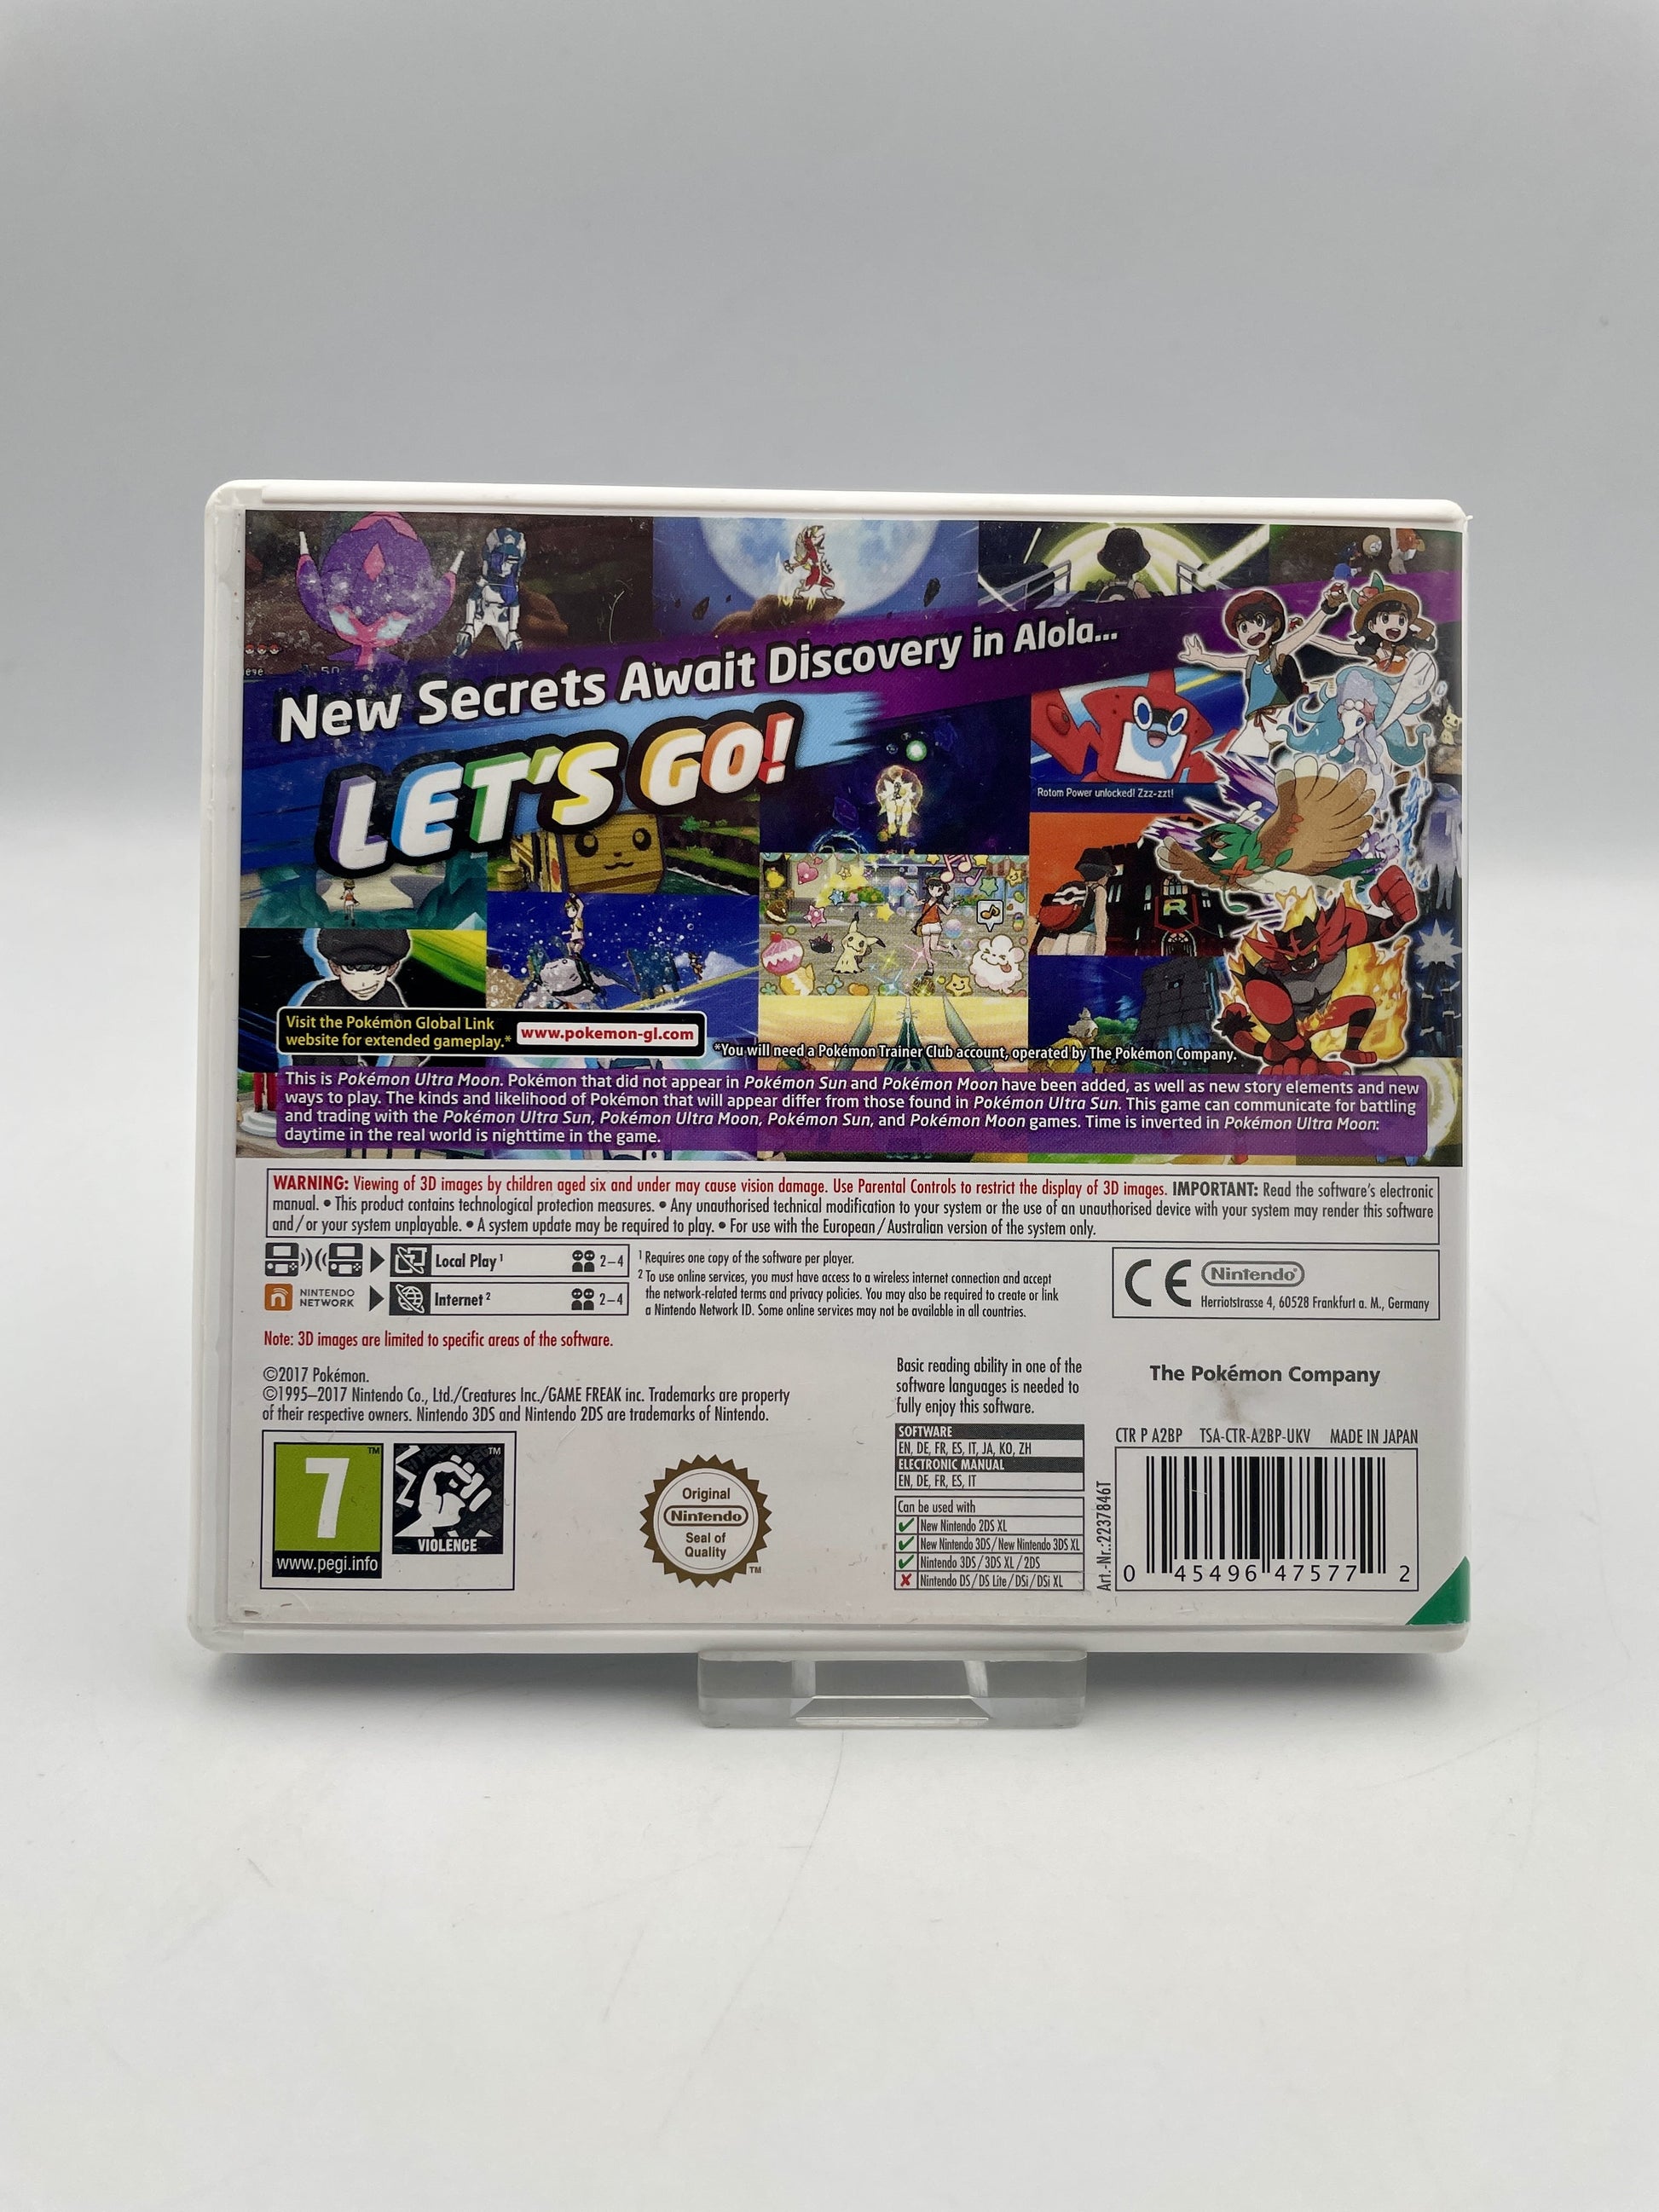 New Secrets Await Discovery in Alola...
LET'S GO!
Rotom Power unlocked! Zzz-zzt!
R
Visit the Pokémon Global Link
website for extended gameplay.*
www.pokemon-gl.com
*You will need a Pokémon Trainer Club account, operated by The Pokémon Company.
This is Pokémon Ultra Moon. Pokémon that did not appear in Pokémon Sun and Pokémon Moon have been added, as well as new story elements and new
ways to play. The kinds and likelihood of Pokémon that will appear differ from those found in Pokémon Ultra Sun. This game can communicate for battling
and trading with the Pokémon Ultra Sun, Pokémon Ultra Moon, Pokémon Sun, and Pokémon Moon games. Time is inverted in Pokémon Ultra Moon:
daytime in the real world is nighttime in the game.
WARNING: Viewing of 3D images by children aged six and under may cause vision damage. Use Parental Controls to restrict the display of 3D images. IMPORTANT: Read the software's electronic
manual. • This product contains technological protection measures. • Any unauthorised technical modification to your system or the use of an unauthorised device with your system may render this software
and/or your system unplayable. • A system update may be required to play. • For use with the European/Australian version of the system only.
Local Play¹ 2–4
NINTENDO NETWORK
Internet² 2–4
¹ Requires one copy of the software per player.
² To use online services, you must have access to a wireless internet connection and accept
the network-related terms and privacy policies. You may also be required to create or link
a Nintendo Network ID. Some online services may not be available in all countries.
CE Nintendo®
Herriotstrasse 4, 60528 Frankfurt a. M., Germany
Note: 3D images are limited to specific areas of the software.
©2017 Pokémon.
©1995–2017 Nintendo Co., Ltd./Creatures Inc./GAME FREAK inc. Trademarks are property
of their respective owners. Nintendo 3DS and Nintendo 2DS are trademarks of Nintendo.
7 ™
www.pegi.info
™
VIOLENCE
Original
Nintendo®
Seal of
Quality
™
Basic reading ability in one of the
software languages is needed to
fully enjoy this software.
SOFTWARE
EN, DE, FR, ES, IT, JA, KO, ZH
ELECTRONIC MANUAL
EN, DE, FR, ES, IT
Can be used with
New Nintendo 2DS XL
New Nintendo 3DS/New Nintendo 3DS XL
Nintendo 3DS/3DS XL/2DS
Nintendo DS/DS Lite/DSi/DSi XL
The Pokémon Company
CTR P A2BP TSA-CTR-A2BP-UKV MADE IN JAPAN
Art.-Nr.:2237846T
0 45496 47577 2